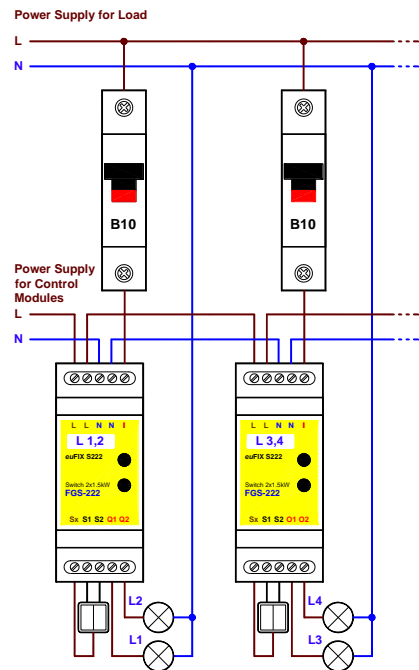 Power Supply for Load
L
N
B10 B10
Power Supply
for Control
Modules
L
N
L L N N I L L N N I
L 1,2 L 3,4
euFIX S222 euFIX S222
Switch 2x1.5kW Switch 2x1.5kW
FGS-222 FGS-222
Sx S1 S2 Q1 Q2 Sx S1 S2 O1 O2
L2 L4
L1 L3